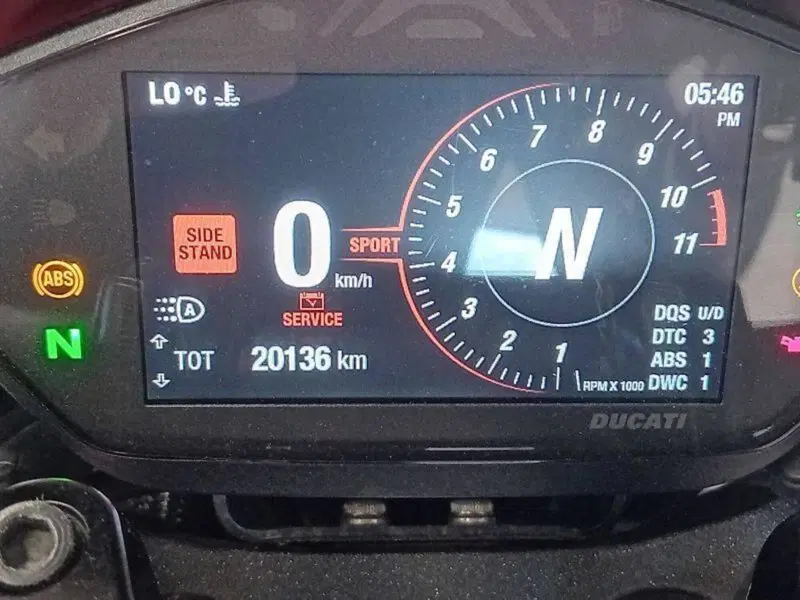 LO °C
05:46
PM
7
8
6
9
5
10
SIDE
STAND
0
SPORT
N
11
4
km/h
ABS
3
SERVICE
A
DQS U/D
N
2
DTC 3
TOT 20136 km
1
ABS 1
RPM X 1000
DWC 1
DUCATI